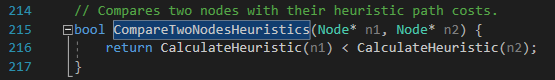 214 // Compares two nodes with their heuristic path costs.
215 bool CompareTwoNodesHeuristics(Node* n1, Node* n2) {
216 return CalculateHeuristic(n1) < CalculateHeuristic(n2);
217 }